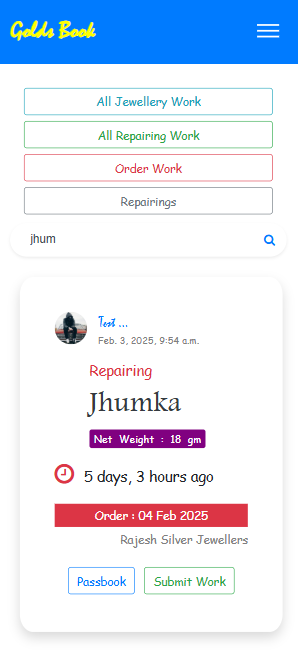 Golds Book
All Jewellery Work
All Repairing Work
Order Work
Repairings
jhum
Test ...
Feb. 3, 2025, 9:54 a.m.
Repairing
Jhumka
Net Weight : 18 gm
5 days, 3 hours ago
Order : 04 Feb 2025
Rajesh Silver Jewellers
Passbook
Submit Work